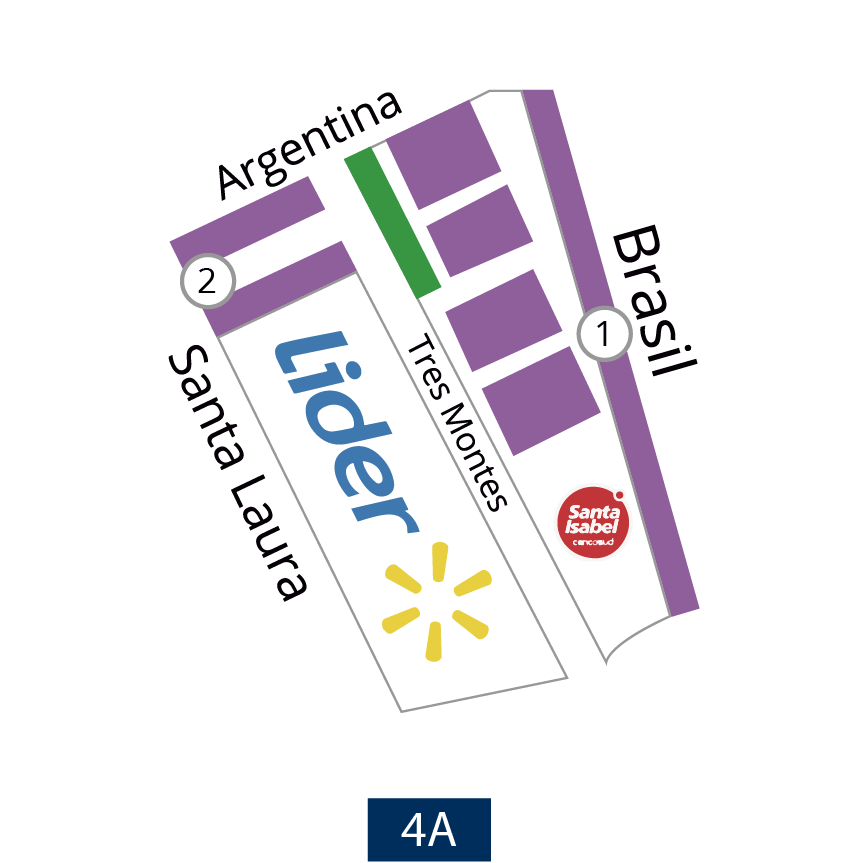 Argentina
Brasil
2
1
Santa Laura
Lider
Tres Montes
Santa
Isabel
cencosud
4A